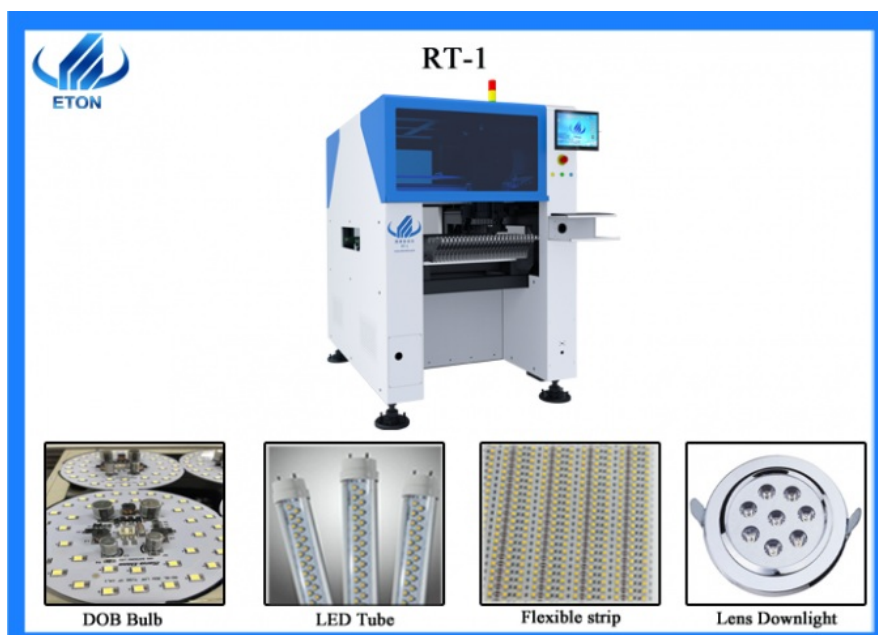 RT-1
ETON
DOB Bulb
LED Tube
Flexible strip
Lens Downlight